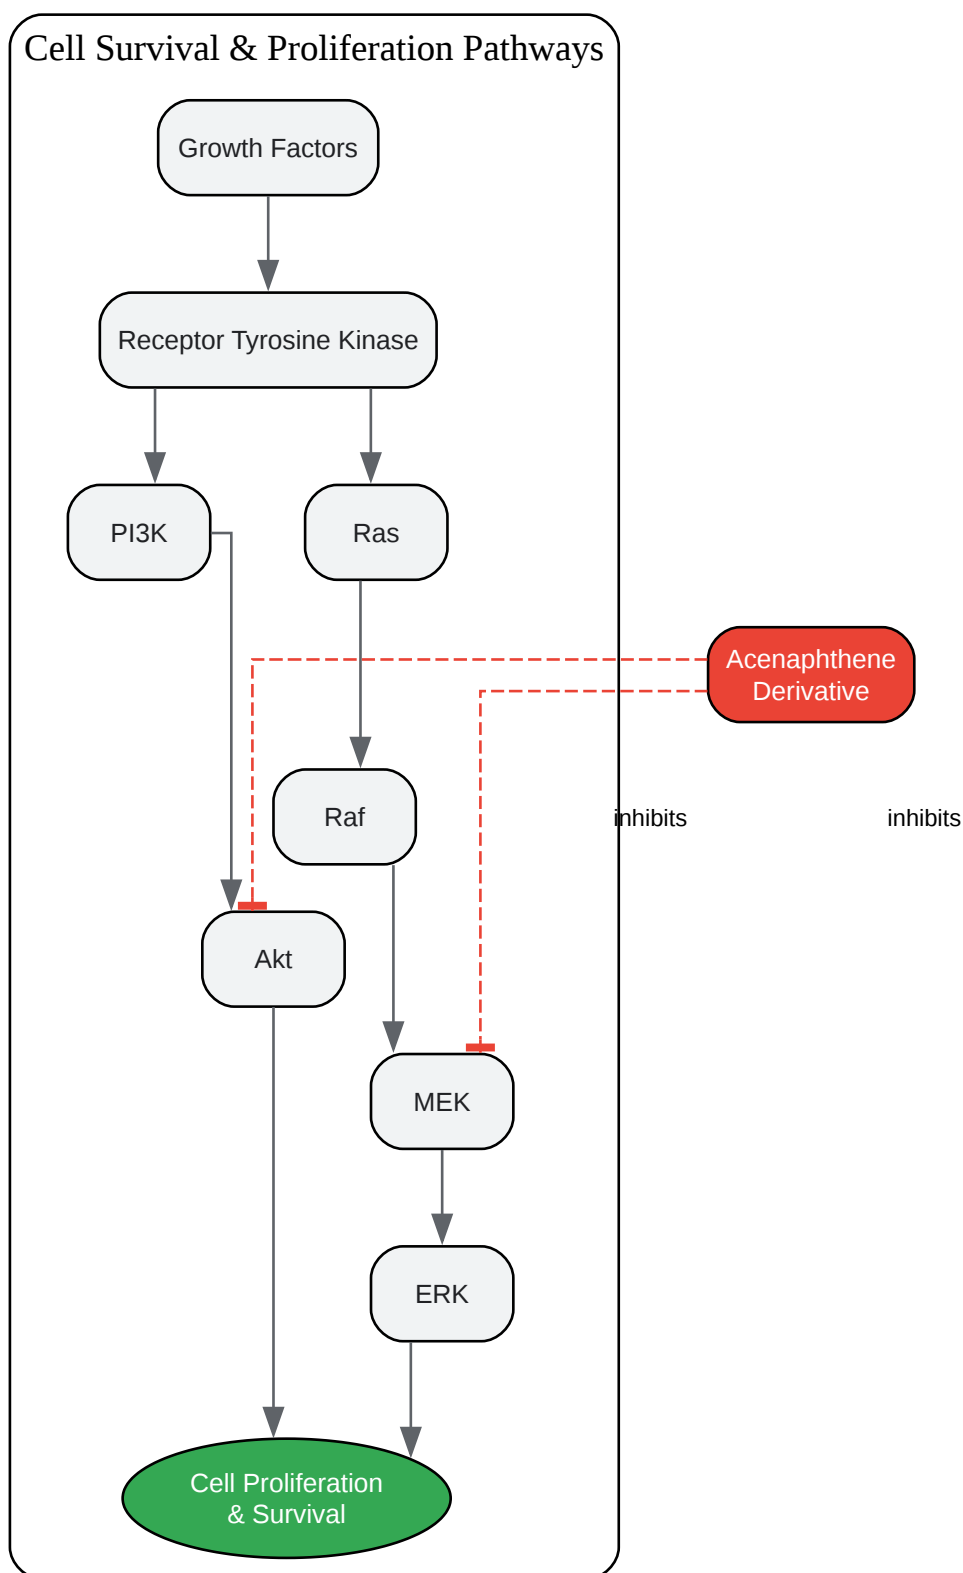 Cell Survival & Proliferation Pathways
Growth Factors
Receptor Tyrosine Kinase
PI3K
Ras
Acenaphthene
Derivative
Raf
inhibits
inhibits
Akt
MEK
ERK
Cell Proliferation
& Survival